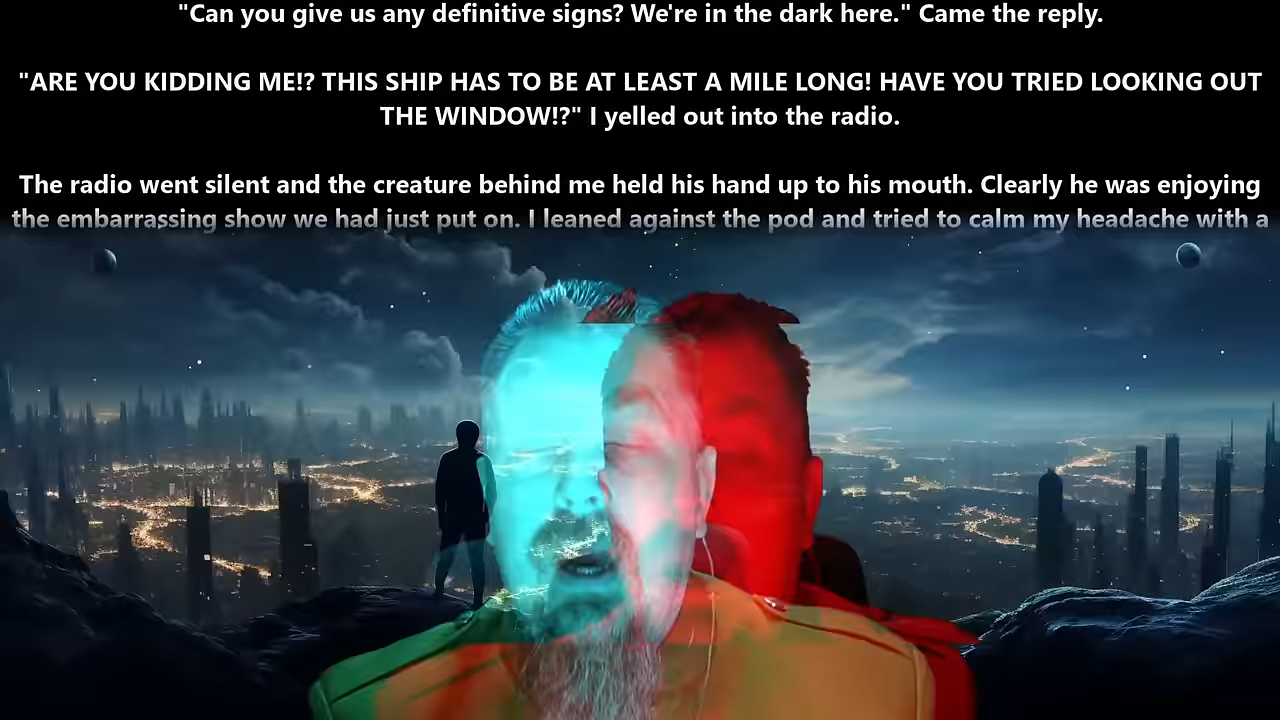 "Can you give us any definitive signs? We're in the dark here." Came the reply.
"ARE YOU KIDDING ME!? THIS SHIP HAS TO BE AT LEAST A MILE LONG! HAVE YOU TRIED LOOKING OUT
THE WINDOW!?" I yelled out into the radio.
The radio went silent and the creature behind me held his hand up to his mouth. Clearly he was enjoying
the embarrassing show we had just put on. I leaned against the pod and tried to calm my headache with a